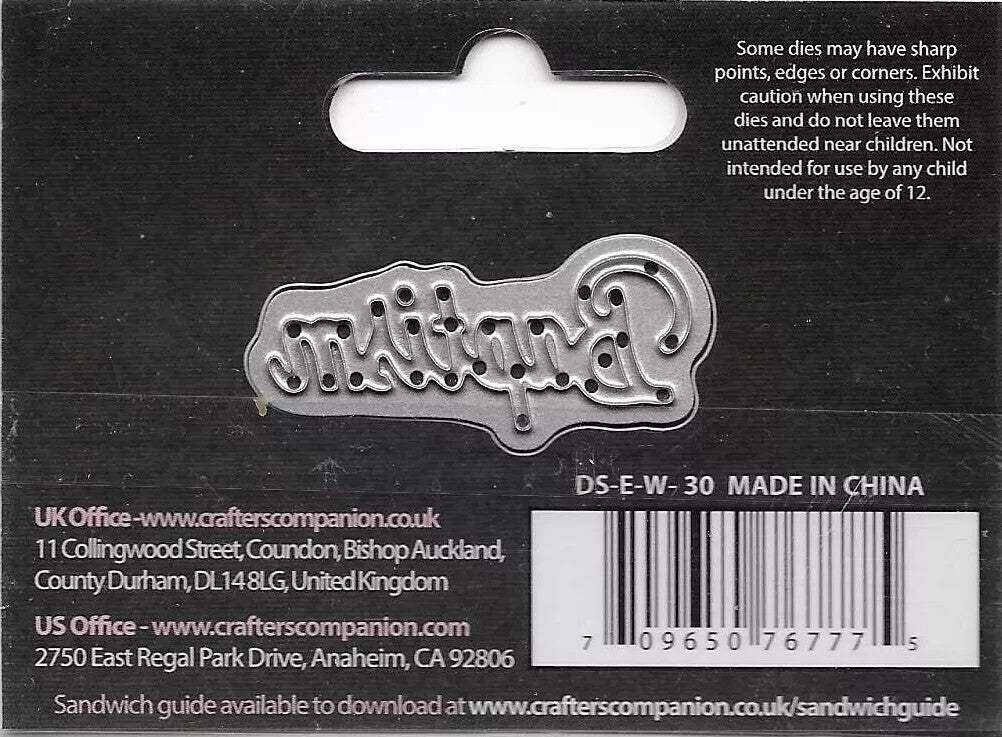 Some dies may have sharp
points, edges or corners. Exhibit
caution when using these
dies and do not leave them
unattended near children. Not
intended for use by any child
under the age of 12.
Baptism
DS-E-W- 30 MADE IN CHINA
UK Office -www.crafterscompanion.co.uk
11 Collingwood Street, Coundon, Bishop Auckland,
County Durham, DL14 8LG, United Kingdom
US Office - www.crafterscompanion.com
2750 East Regal Park Drive, Anaheim, CA 92806
7 09650 76777 5
Sandwich guide available to download at www.crafterscompanion.co.uk/sandwichguide